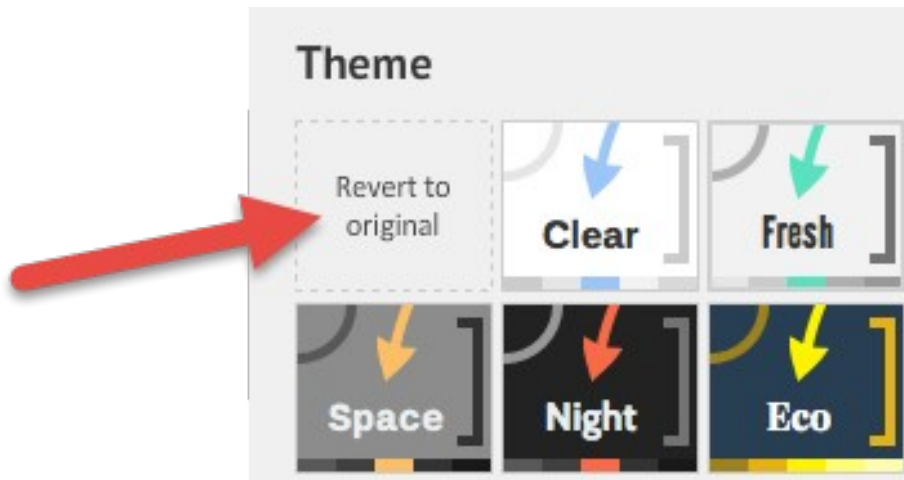 Theme
Revert to
original
Clear
Fresh
Space
Night
Eco